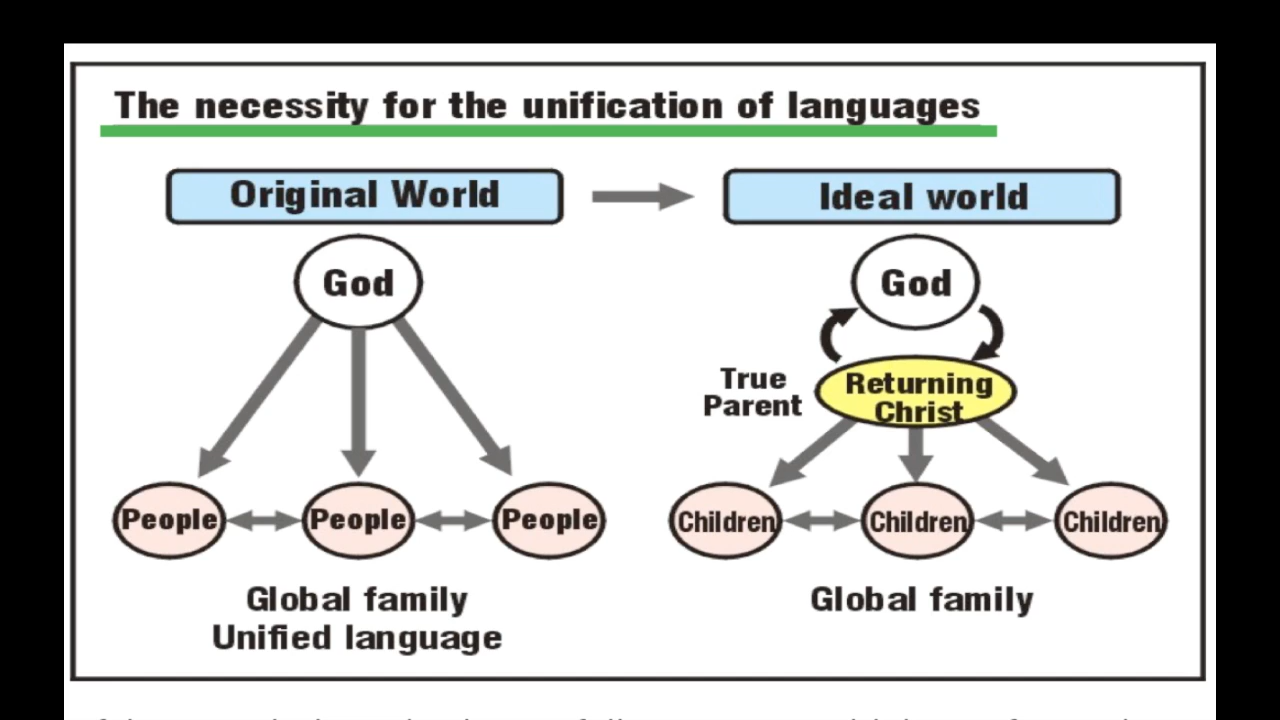 The necessity for the unification of languages
Original World
Ideal world
God
God
True
Parent
Returning
Christ
People
People
People
Children
Children
Children
Global family
Unified language
Global family